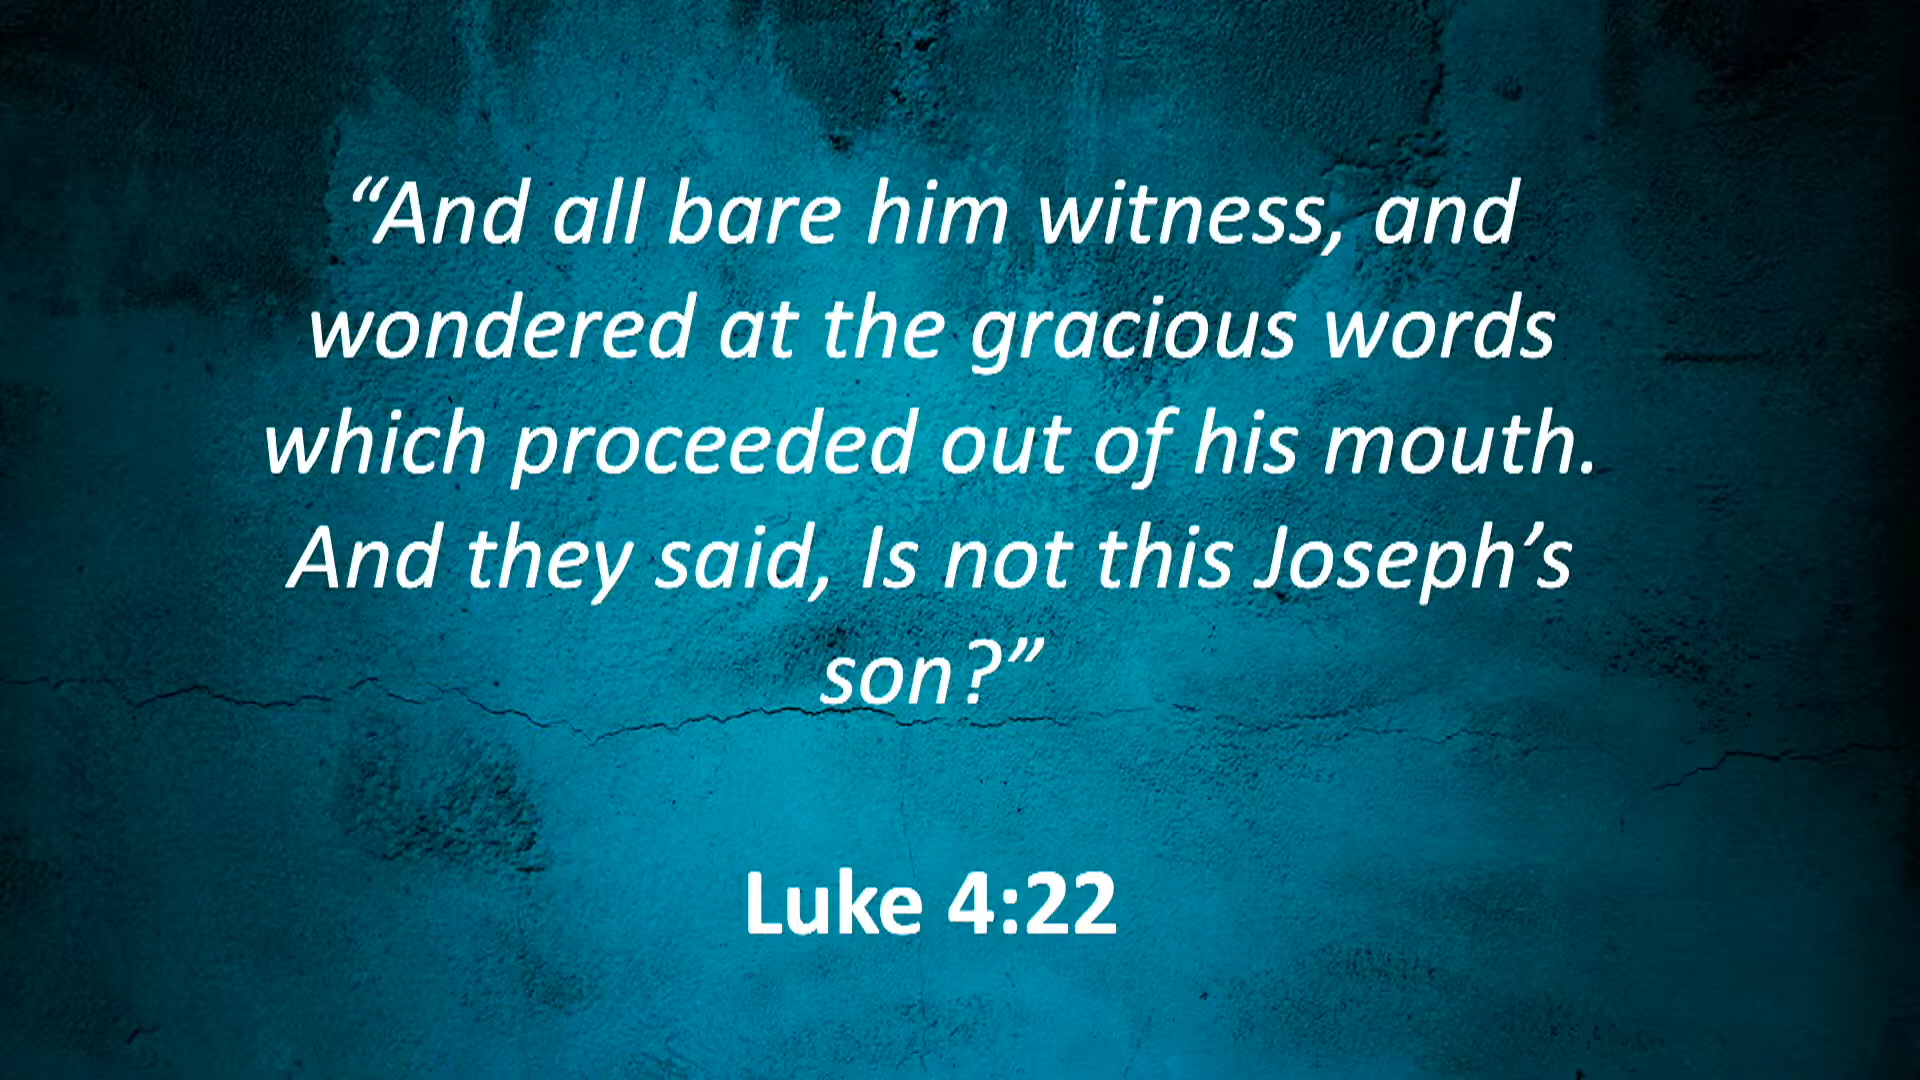 “And all bare him witness, and
wondered at the gracious words
which proceeded out of his mouth.
And they said, Is not this Joseph’s
son?”
Luke 4:22